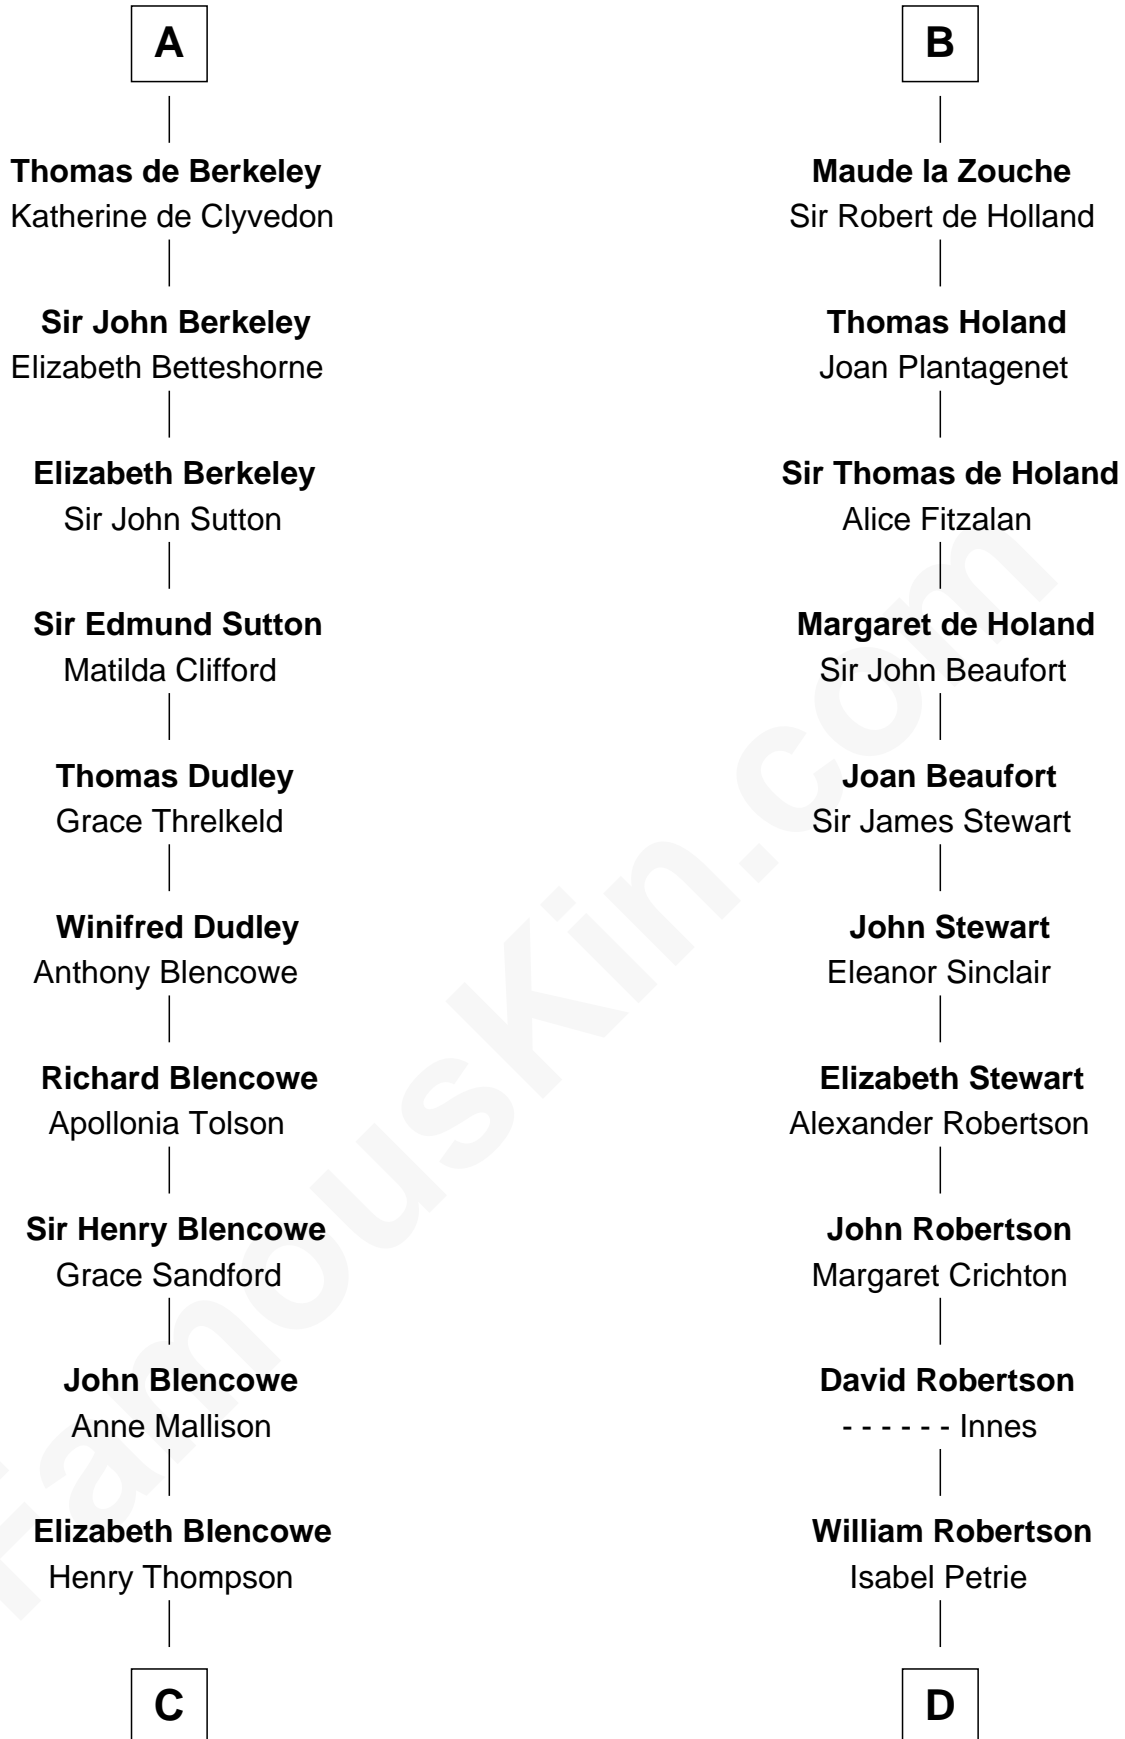 A
Thomas de Berkeley
Katherine de Clyvedon
Sir John Berkeley
Elizabeth Betteshorne
Elizabeth Berkeley
Sir John Sutton
Sir Edmund Sutton
Matilda Clifford
Thomas Dudley
Grace Threlkeld
Winifred Dudley
Anthony Blencowe
Richard Blencowe
Apollonia Tolson
Sir Henry Blencowe
Grace Sandford
John Blencowe
Anne Mallison
Elizabeth Blencowe
Henry Thompson
C
B
Maude la Zouche
Sir Robert de Holland
Thomas Holand
Joan Plantagenet
Sir Thomas de Holand
Alice Fitzalan
Margaret de Holand
Sir John Beaufort
Joan Beaufort
Sir James Stewart
John Stewart
Eleanor Sinclair
Elizabeth Stewart
Alexander Robertson
John Robertson
Margaret Crichton
David Robertson
- - - - - - Innes
William Robertson
Isabel Petrie
D
FamousKin.com